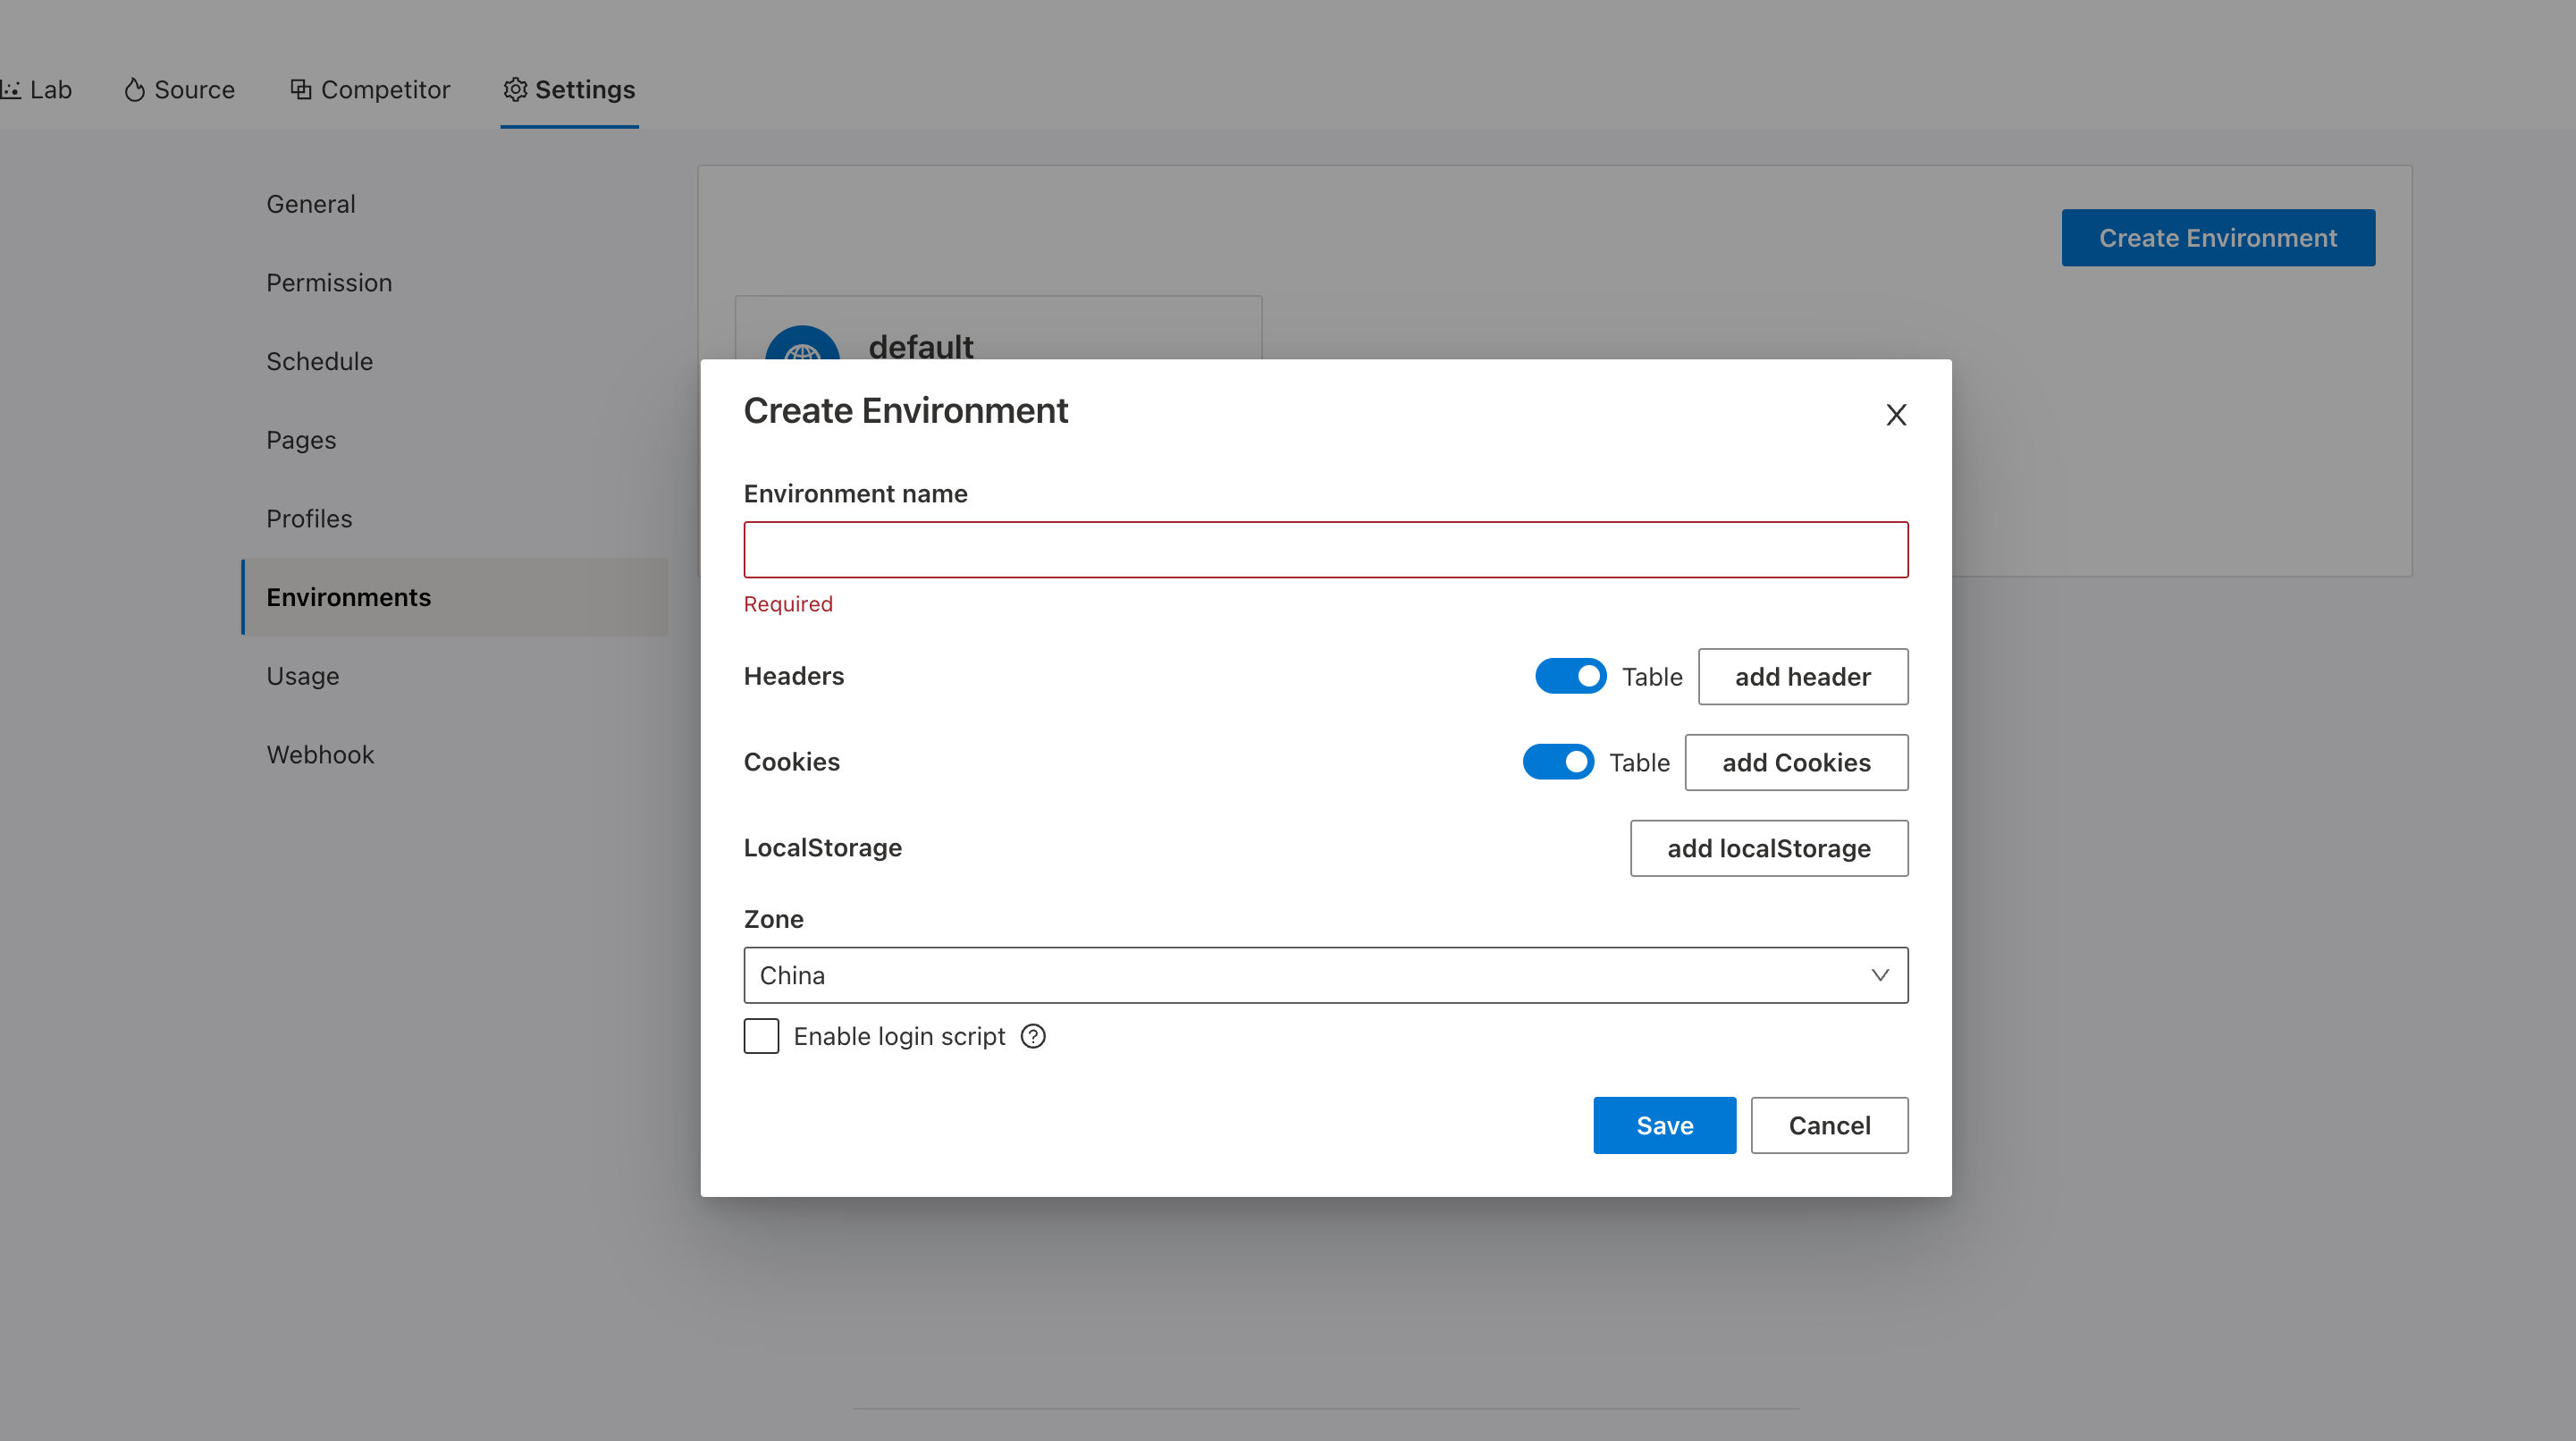 Lab Source Competitor Settings
General
Permission
Schedule
Pages
Profiles
Environments
Usage
Webhook
Create Environment
default
Create Environment
Environment name
Required
Headers Table add header
Cookies Table add Cookies
LocalStorage add localStorage
Zone
China
Enable login script
Save Cancel